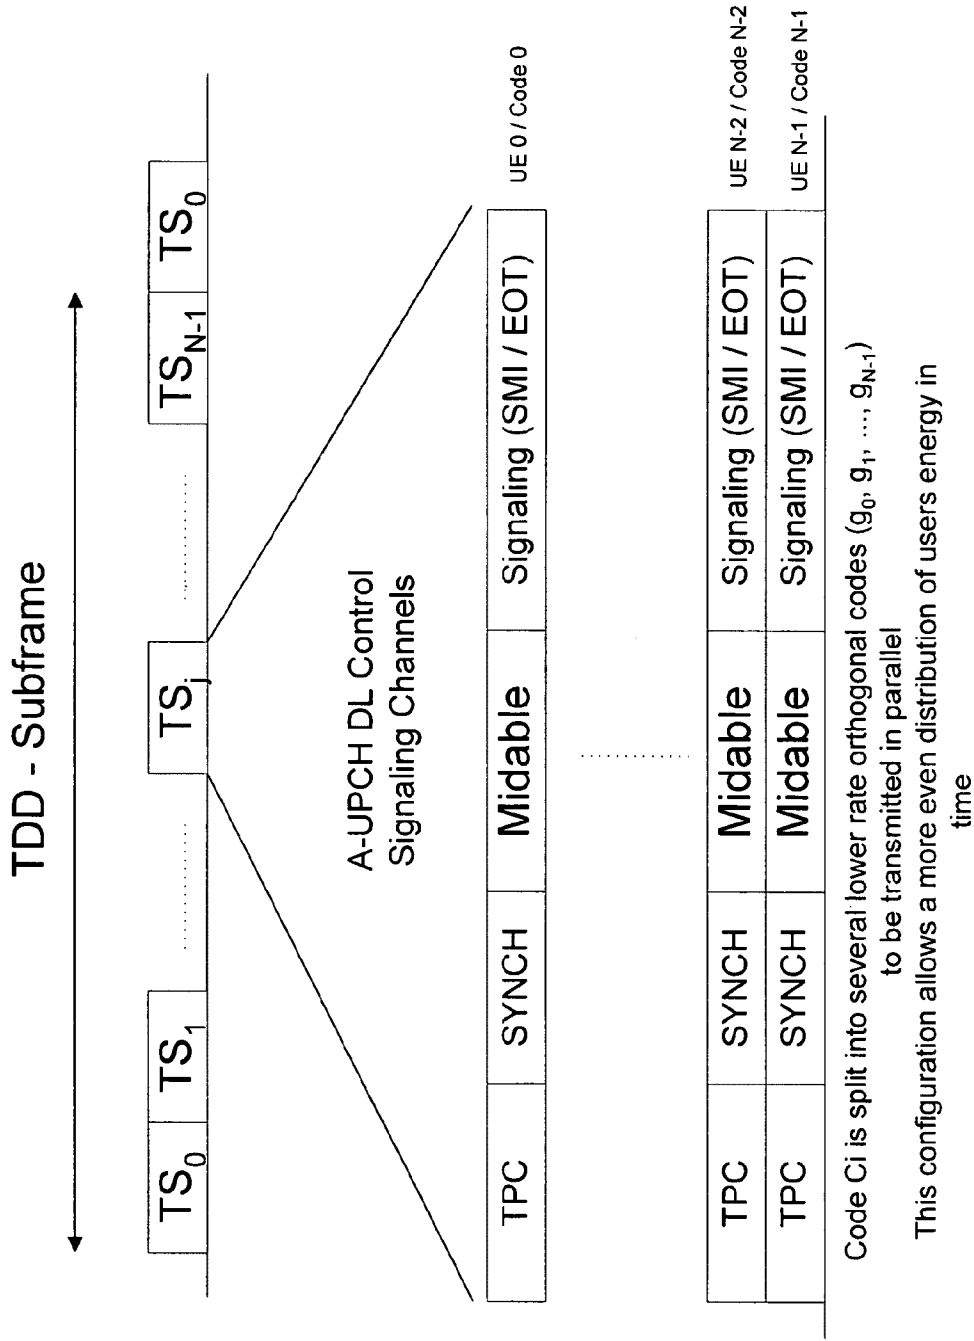 TDD - Subframe
TS0 TS1 ........... TSj ........... TSN-1 TS0
A-UPCH DL Control
Signaling Channels
TPC SYNCH Midable Signaling (SMI / EOT) UE 0 / Code 0
TPC SYNCH Midable Signaling (SMI / EOT) UE N-2 / Code N-2
TPC SYNCH Midable Signaling (SMI / EOT) UE N-1 / Code N-1
Code Ci is split into several lower rate orthogonal codes (g0, g1, ..., gN-1)
to be transmitted in parallel
This configuration allows a more even distribution of users energy in
time